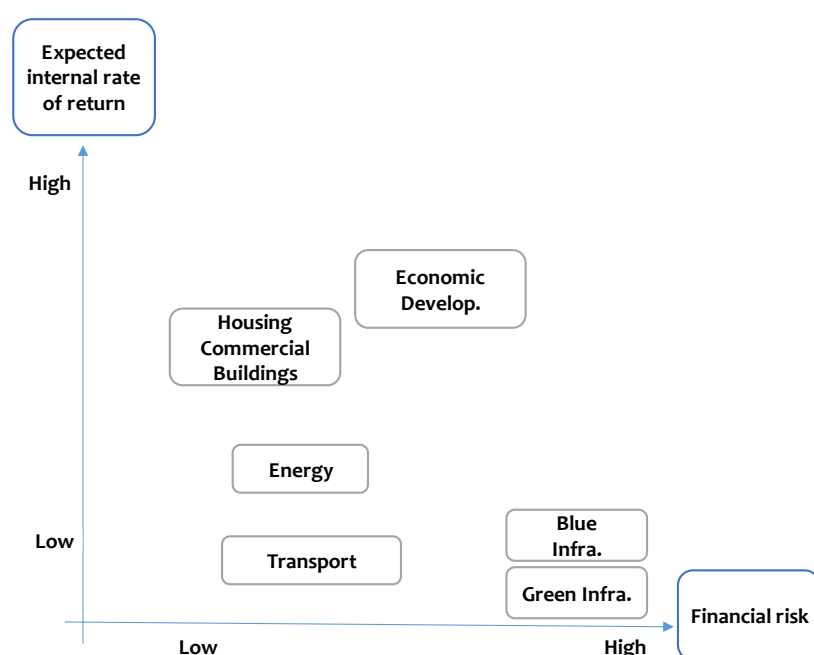 Expected
internal rate
of return
High
Economic
Develop.
Housing
Commercial
Buildings
Energy
Low
Blue
Infra.
Transport
Green Infra.
Financial risk
Low
High